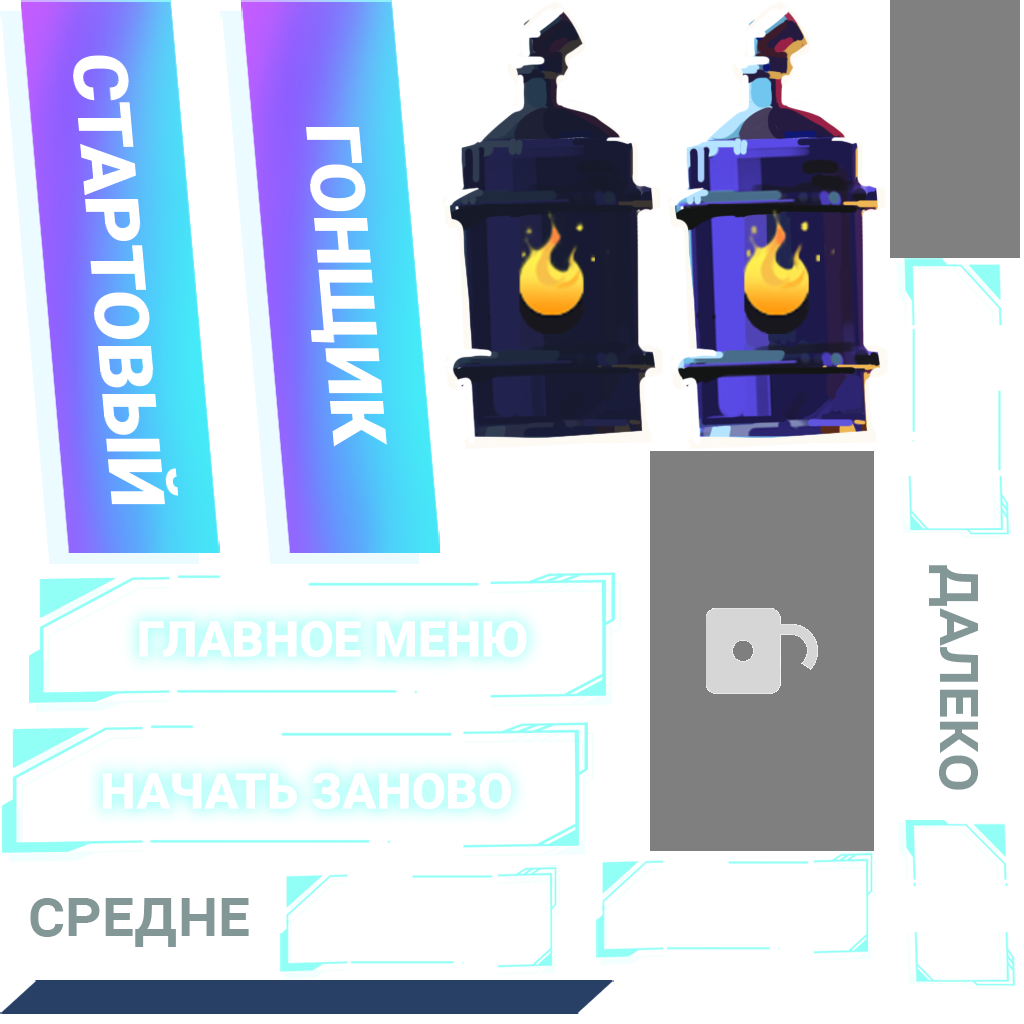 СТАРТОВЫЙ
ГОНЩИК
ГЛАВНОЕ МЕНЮ
НАЧАТЬ ЗАНОВО
ДАЛЕКО
СРЕДНЕ